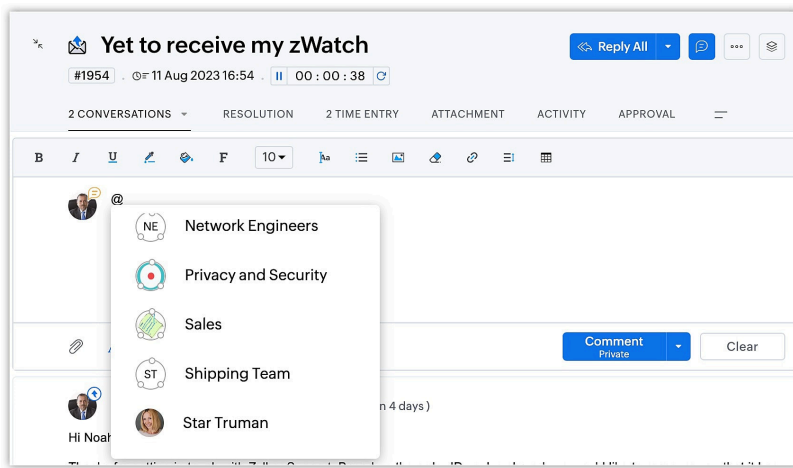 Yet to receive my zWatch
Reply All
#1954 . 11 Aug 2023 16:54 . 00 : 00 : 38
2 CONVERSATIONS RESOLUTION 2 TIME ENTRY ATTACHMENT ACTIVITY APPROVAL
B I U F 10 Aa
@
NE Network Engineers
Privacy and Security
Sales
ST Shipping Team
Star Truman
Comment
Private
Clear
n 4 days )
Hi Noah